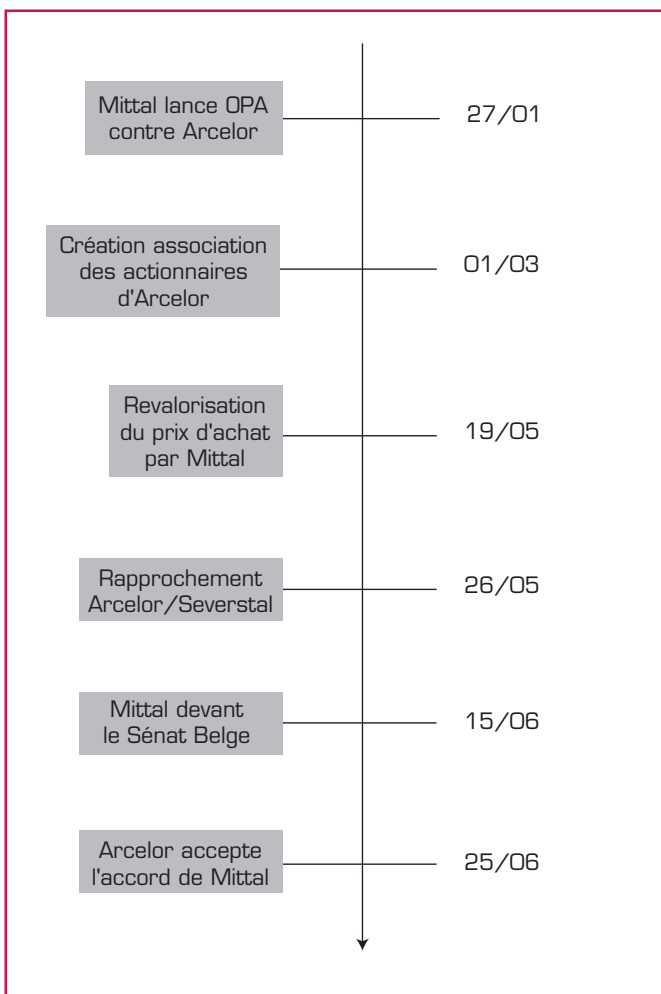 Mittal lance OPA
contre Arcelor
27/01
Création association
des actionnaires
d'Arcelor
01/03
Revalorisation
du prix d'achat
par Mittal
19/05
Rapprochement
Arcelor/Severstal
26/05
Mittal devant
le Sénat Belge
15/06
Arcelor accepte
l'accord de Mittal
25/06